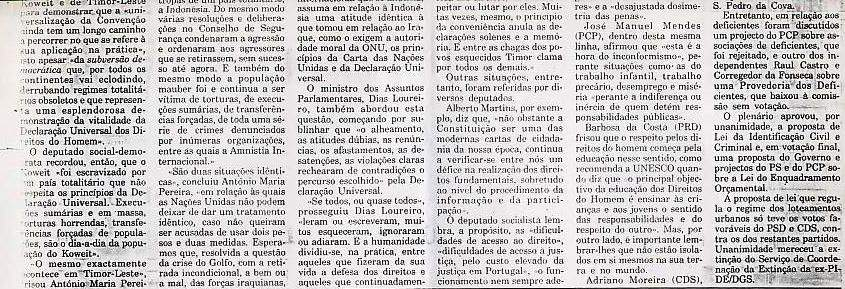 Koweit e de Timor-Leste
para demonstrar que a «uni-
versalização da Convenção
ainda tem um longo caminho
a percorrer no que se refere à
sua aplicação na prática»,
isto apesar «da subversão de-
mocrática que, por todos os
continentes vai eclodindo,
derrubando regimes totalitá-
rios obsoletos e que represen-
ta uma esplendorosa de-
monstração da vitalidade da
Declaração Universal dos Di-
reitos do Homem».
O deputado social-demo-
crata recordou, então, que o
Koweit «foi escravizado por
um país totalitário que não
respeita os princípios da De-
claração Universal. Execu-
ções sumárias e em massa,
torturas horrendas, transfe-
rências forçadas de popula-
ções, são o dia-a-dia da popu-
lação do Koweit».
«O mesmo exactamente
acontece em Timor-Leste»,
frisou António Maria Perei-
a Indonésia. Do mesmo modo
várias resoluções e delibera-
ções no Conselho de Segu-
rança condenaram a agressão
e ordenaram aos agressores
que se retirassem, sem suces-
so até agora. E também do
mesmo modo a população
mauber foi e continua a ser
vítima de torturas, de execu-
ções sumárias, de transferên-
cias forçadas, de toda uma sé-
rie de crimes denunciados
por inúmeras organizações,
entre as quais a Amnistia In-
ternacional.»
«São duas situações idênti-
cas», concluiu António Maria
Pereira, «em relação às quais
as Nações Unidas não podem
deixar de dar um tratamento
idêntico, caso não queiram
ser acusadas de usar dois pe-
sos e duas medidas. Espera-
mos que, resolvida a questão
da crise do Golfo, com a reti-
rada incondicional, a bem ou
a mal, das forças iraquianas,
assuma em relação à Indoné-
sia uma atitude idêntica à
que tomou em relação ao Ira-
que, como o exigem a autori-
dade moral da ONU, os prin-
cípios da Carta das Nações
Unidas e da Declaração Uni-
versal.
O ministro dos Assuntos
Parlamentares, Dias Lourei-
ro, também abordou esta
questão, começando por su-
blinhar que «o alheamento,
as atitudes dúbias, as renún-
cias, os afastamentos, as de-
satenções, as violações claras
rechearam de contradições o
percurso escolhido» pela De-
claração Universal.
«Se todos, ou quase todos»,
prosseguiu Dias Loureiro,
«leram ou escreveram, mui-
tos esqueceram, ignoraram
ou adiaram. E a humanidade
dividiu-se, na prática, entre
aqueles que fizeram da sua
vida a defesa dos direitos e
aqueles que continuadamen-
peitar ou lutar por eles. Mui-
tas vezes, mesmo, o princípio
da convivência anula as de-
clarações solenes e a memó-
ria. E entre as chagas dos po-
vos esquecidos Timor clama
por todos os demais.»
Outras situações, entre-
tanto, foram referidas por di-
versos deputados.
Alberto Martins, por exem-
plo, diz que, «não obstante a
Constituição ser uma das
modernas cartas de cidada-
nia da nossa época, continua
a verificar-se entre nós um
défice na realização dos direi-
tos fundamentais, sobretudo
ao nível do procedimento da
informação e da partici-
pação».
O deputado socialista lem-
bra, a propósito, as «dificul-
dades de acesso ao direito»,
«dificuldades de acesso à jus-
tiça, pelo custo elevado da
justiça em Portugal», «o fun-
cionamento nem sempre ade-
res» e a «desajustada dosime-
tria das penas».
José Manuel Mendes
(PCP), dentro desta mesma
linha, afirmou que «esta é a
hora do inconformismo», pe-
rante situações como as do
trabalho infantil, trabalho
precário, desemprego e misé-
ria «perante a indiferença ou
inércia de quem detém res-
ponsabilidades públicas».
Barbosa da Costa (PRD)
frisou que o respeito pelos di-
reitos do homem começa pela
educação nesse sentido, como
recomenda a UNESCO quan-
do diz que «o principal objec-
tivo da educação dos Direitos
do Homem é ensinar às crian-
ças e aos jovens o sentido
das responsabilidades e do
respeito do outro». Mas, por
outro lado, é importante lem-
brar-lhes que não estão isola-
dos em si mesmos na sua ter-
ra e no mundo.
Adriano Moreira (CDS),
S. Pedro da Cova.
Entretanto, em relação aos
deficientes foram discutidos
um projecto do PCP sobre as-
sociações de deficientes, que
foi rejeitado, e outro dos in-
dependentes Raul Castro e
Corregedor da Fonseca sobre
uma «Provedoria» dos Defi-
cientes, que baixou à comis-
são sem votação.
O plenário aprovou, por
unanimidade, a proposta de
Lei da Identificação Civil e
Criminal e, em votação final,
uma proposta do Governo e
projectos do PS e do PCP so-
bre a Lei do Enquadramento
Orçamental.
A proposta de lei que regu-
la o regime dos loteamentos
urbanos só teve os votos fa-
voráveis do PSD e CDS, con-
tra os dos restantes partidos.
Unanimidade mereceu a ex-
tinção do Serviço de Coorde-
nação da Extinção da ex-PI-
DE/DGS.